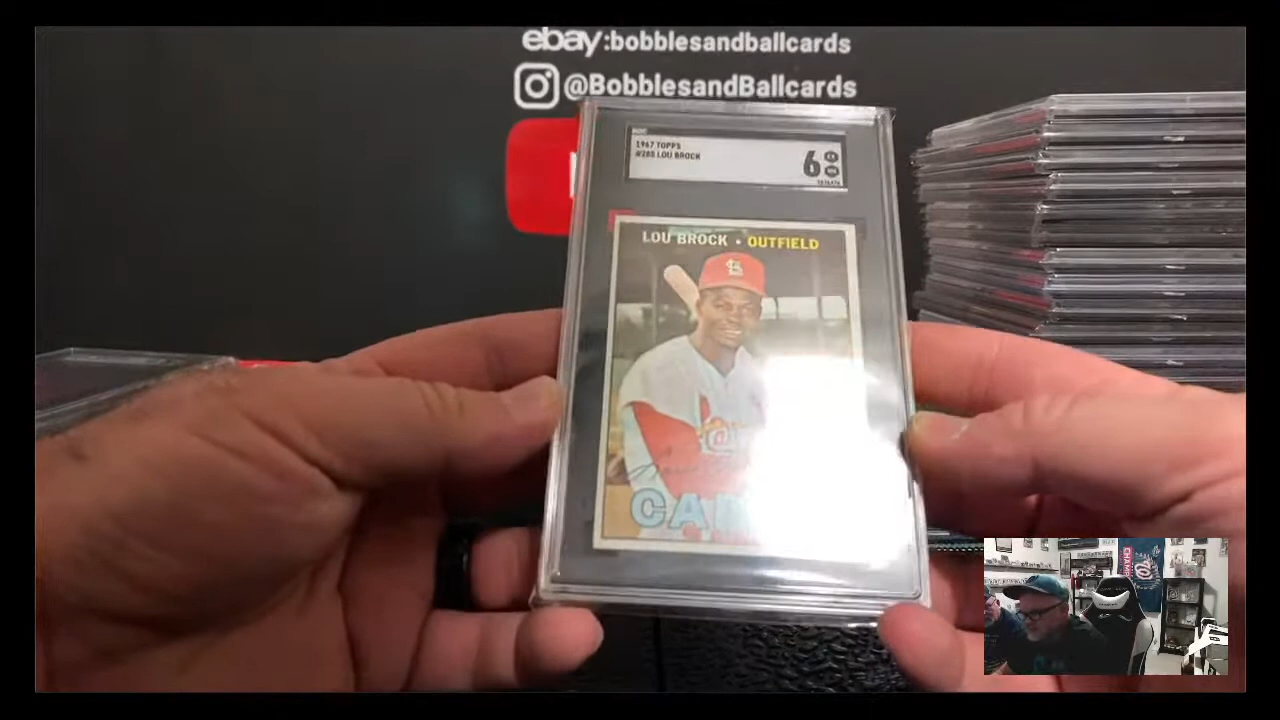 ebay:bobblesandballcards
@BobblesandBallcards
1967 TOPPS
#285 LOU BROCK
6
LOU BROCK • OUTFIELD
CA